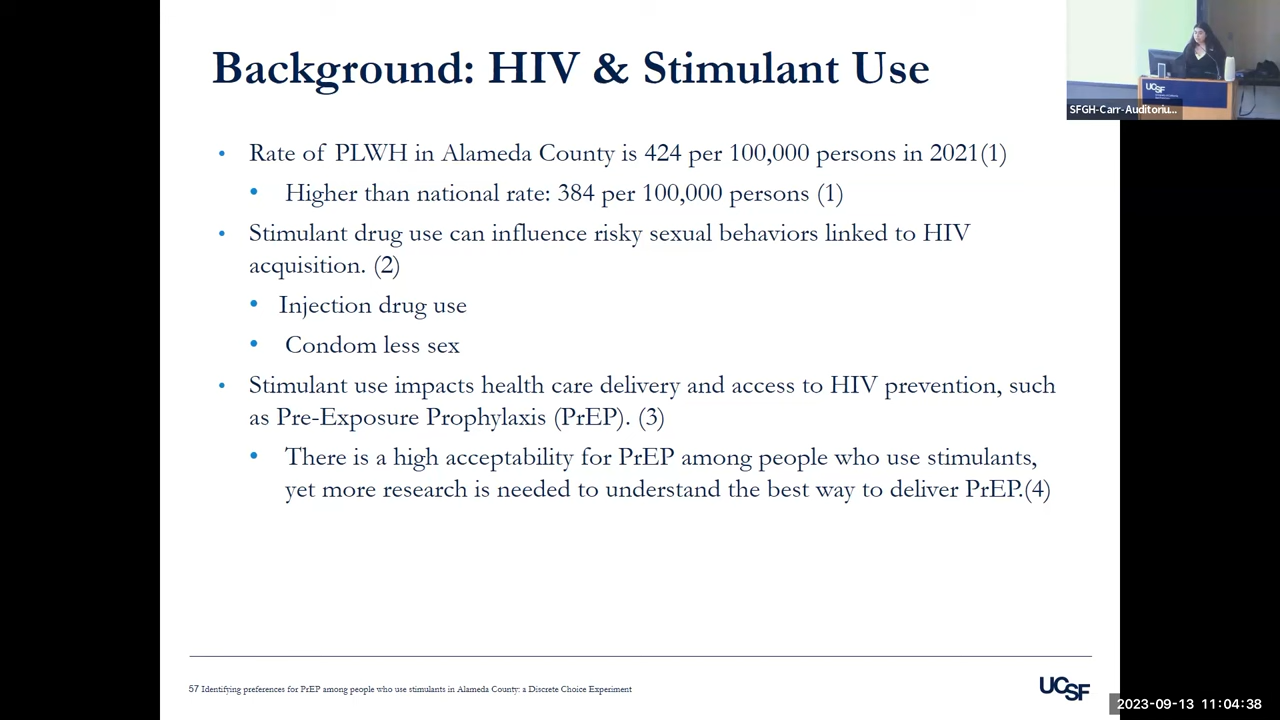 Background: HIV & Stimulant Use
UCSF
SFGH-Carr-Auditoriu...
• Rate of PLWH in Alameda County is 424 per 100,000 persons in 2021(1)
• Higher than national rate: 384 per 100,000 persons (1)
• Stimulant drug use can influence risky sexual behaviors linked to HIV
acquisition. (2)
• Injection drug use
• Condom less sex
• Stimulant use impacts health care delivery and access to HIV prevention, such
as Pre-Exposure Prophylaxis (PrEP). (3)
• There is a high acceptability for PrEP among people who use stimulants,
yet more research is needed to understand the best way to deliver PrEP.(4)
57 Identifying preferences for PrEP among people who use stimulants in Alameda County: a Discrete Choice Experiment
UCSF
2023-09-13 11:04:38